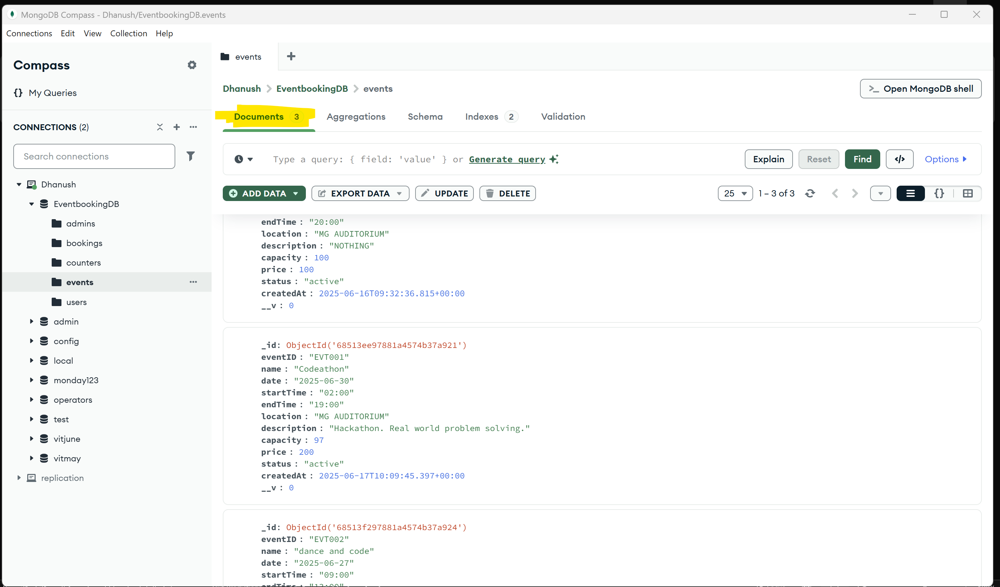 MongoDB Compass - Dhanush/EventbookingDB.events
Connections Edit View Collection Help
Compass
{} My Queries
CONNECTIONS (2)
Search connections
Dhanush
EventbookingDB
admins
bookings
counters
events
users
admin
config
local
monday123
operators
test
vitjune
vitmay
replication
events
Dhanush > EventbookingDB > events
>_ Open MongoDB shell
Documents 3 Aggregations Schema Indexes 2 Validation
Type a query: { field: 'value' } or Generate query
Explain Reset Find </> Options
ADD DATA EXPORT DATA UPDATE DELETE
25 1 – 3 of 3 {}
endTime : "20:00"
location : "MG AUDITORIUM"
description : "NOTHING"
capacity : 100
price : 100
status : "active"
createdAt : 2025-06-16T09:32:36.815+00:00
__v : 0
_id: ObjectId('68513ee97881a4574b37a921')
eventID : "EVT001"
name : "Codeathon"
date : "2025-06-30"
startTime : "02:00"
endTime : "19:00"
location : "MG AUDITORIUM"
description : "Hackathon. Real world problem solving."
capacity : 97
price : 200
status : "active"
createdAt : 2025-06-17T10:09:45.397+00:00
__v : 0
_id: ObjectId('68513f297881a4574b37a924')
eventID : "EVT002"
name : "dance and code"
date : "2025-06-27"
startTime : "09:00"
endTime : "13:00"